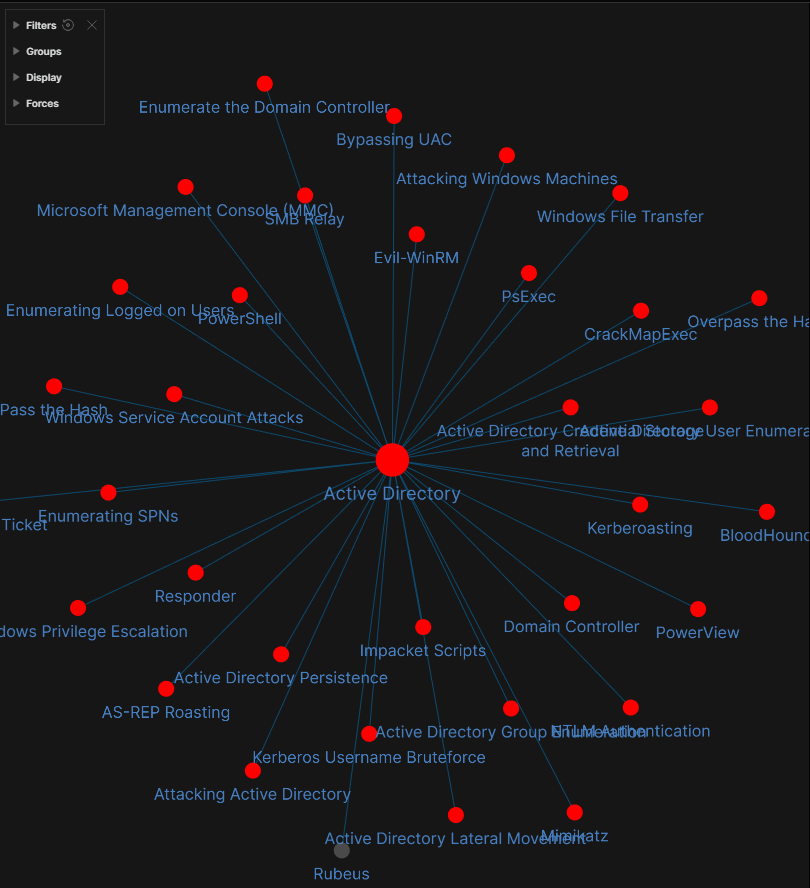 Filters
Groups
Display
Forces
Enumerate the Domain Controller
Bypassing UAC
Attacking Windows Machines
Microsoft Management Console (MMC)
SMB Relay
Windows File Transfer
Evil-WinRM
PsExec
Enumerating Logged on Users
PowerShell
Overpass the Ha
CrackMapExec
Pass the Hash
Windows Service Account Attacks
Active Directory Credential Storage
and Retrieval
Active Directory User Enumera
Active Directory
Ticket
Enumerating SPNs
Kerberoasting
BloodHound
Responder
dows Privilege Escalation
Domain Controller
PowerView
Impacket Scripts
Active Directory Persistence
AS-REP Roasting
Active Directory Group Enumeration
NTLM Authentication
Kerberos Username Bruteforce
Attacking Active Directory
Active Directory Lateral Movement
Mimikatz
Rubeus